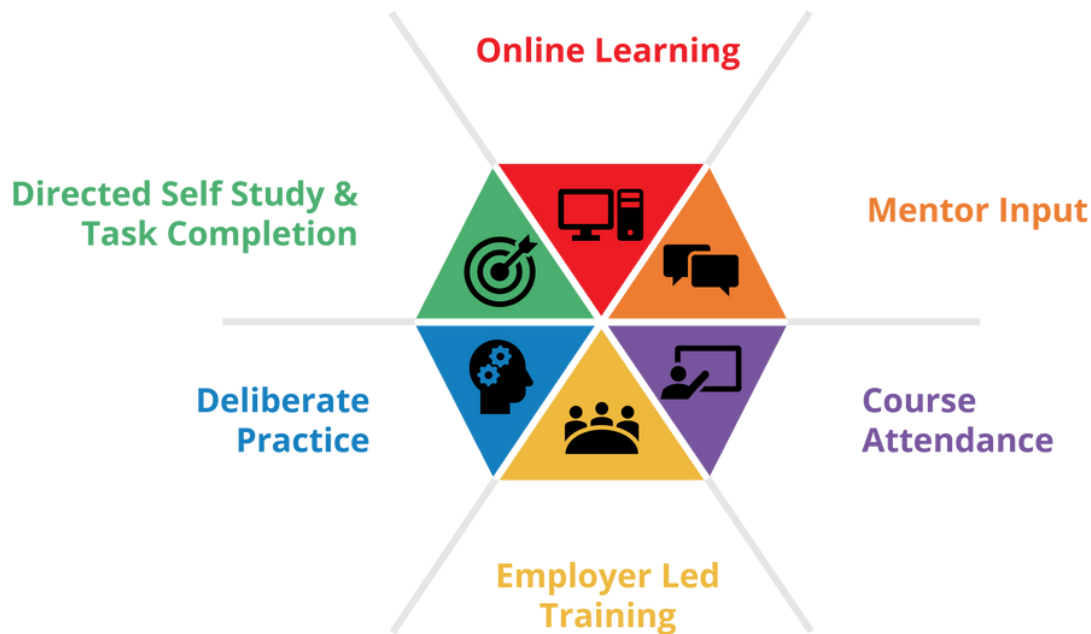 Online Learning
Directed Self Study &
Task Completion
Mentor Input
Deliberate
Practice
Course
Attendance
Employer Led
Training